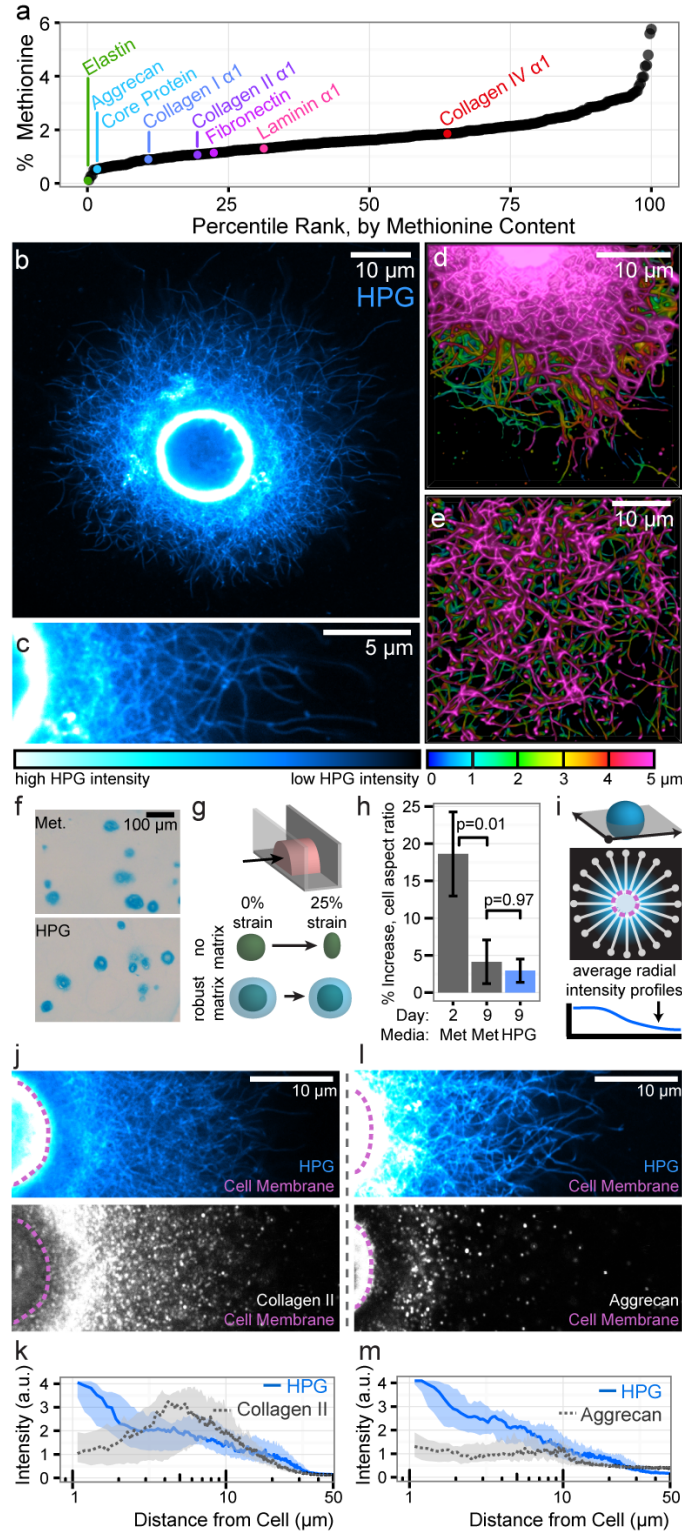 a
6
4
2
0
% Methionine
Elastin
Aggrecan
Core Protein
Collagen I α1
Collagen II α1
Fibronectin
Laminin α1
Collagen IV α1
0 25 50 75 100
Percentile Rank, by Methionine Content
b
10 µm
HPG
d
10 µm
c
5 µm
e
10 µm
high HPG intensity
low HPG intensity
0 1 2 3 4 5 µm
f
Met.
100 µm
HPG
g
0% strain
25% strain
no matrix
robust matrix
h
% Increase, cell aspect ratio
25
20
15
10
5
0
p=0.01
p=0.97
Day: 2 9 9
Media: Met Met HPG
i
average radial
intensity profiles
j
10 µm
HPG
Cell Membrane
Collagen II
Cell Membrane
l
10 µm
HPG
Cell Membrane
Aggrecan
Cell Membrane
k
Intensity (a.u.)
4
3
2
1
0
HPG
Collagen II
1 10 50
Distance from Cell (µm)
m
Intensity (a.u.)
4
3
2
1
0
HPG
Aggrecan
1 10 50
Distance from Cell (µm)